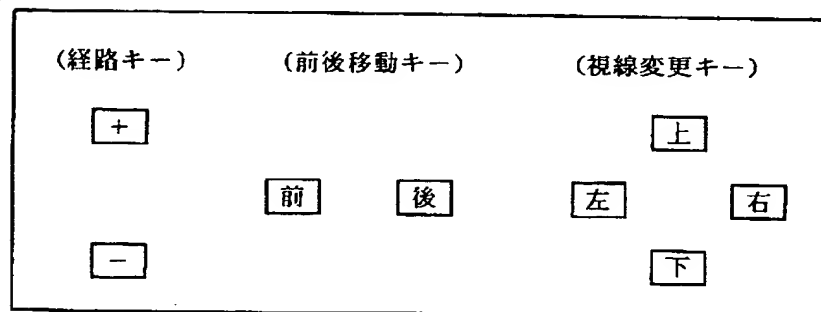 (経路キー) (前後移動キー) (視線変更キー)
+ 上
前 後 左 右
- 下